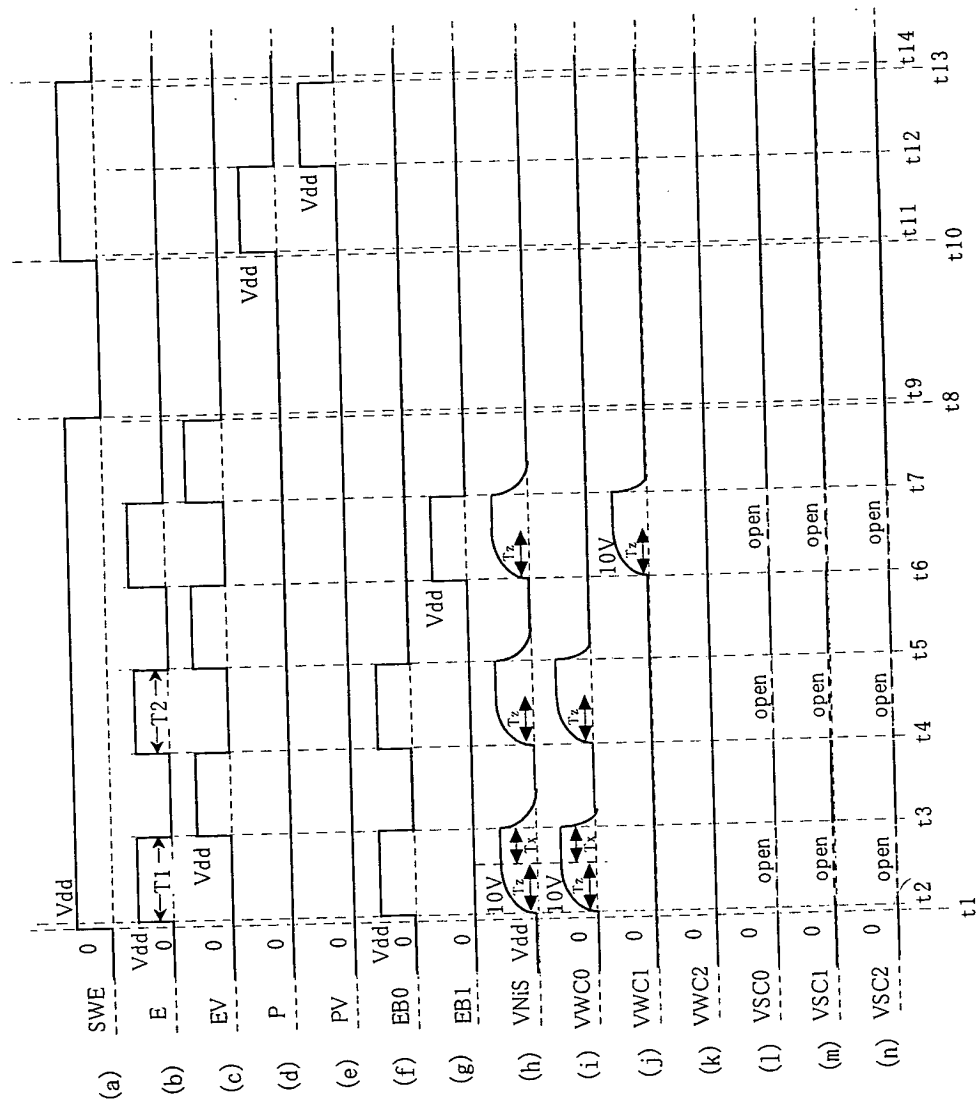 (a) SWE 0 Vdd
(b) E Vdd 0 T1 T2
(c) EV 0 Vdd
(d) P 0 Vdd
(e) PV 0 Vdd
(f) EB0 Vdd 0
(g) EB1 0 Vdd
(h) VNiS Vdd 10V Tz Tx Tz Tz
(i) VWC0 0 10V Tz Tx Tz
(j) VWC1 0 10V Tz
(k) VWC2 0
(l) VSC0 0 open open open
(m) VSC1 0 open open open
(n) VSC2 0 open open open
t1 t2 t3 t4 t5 t6 t7 t8 t9 t10 t11 t12 t13 t14